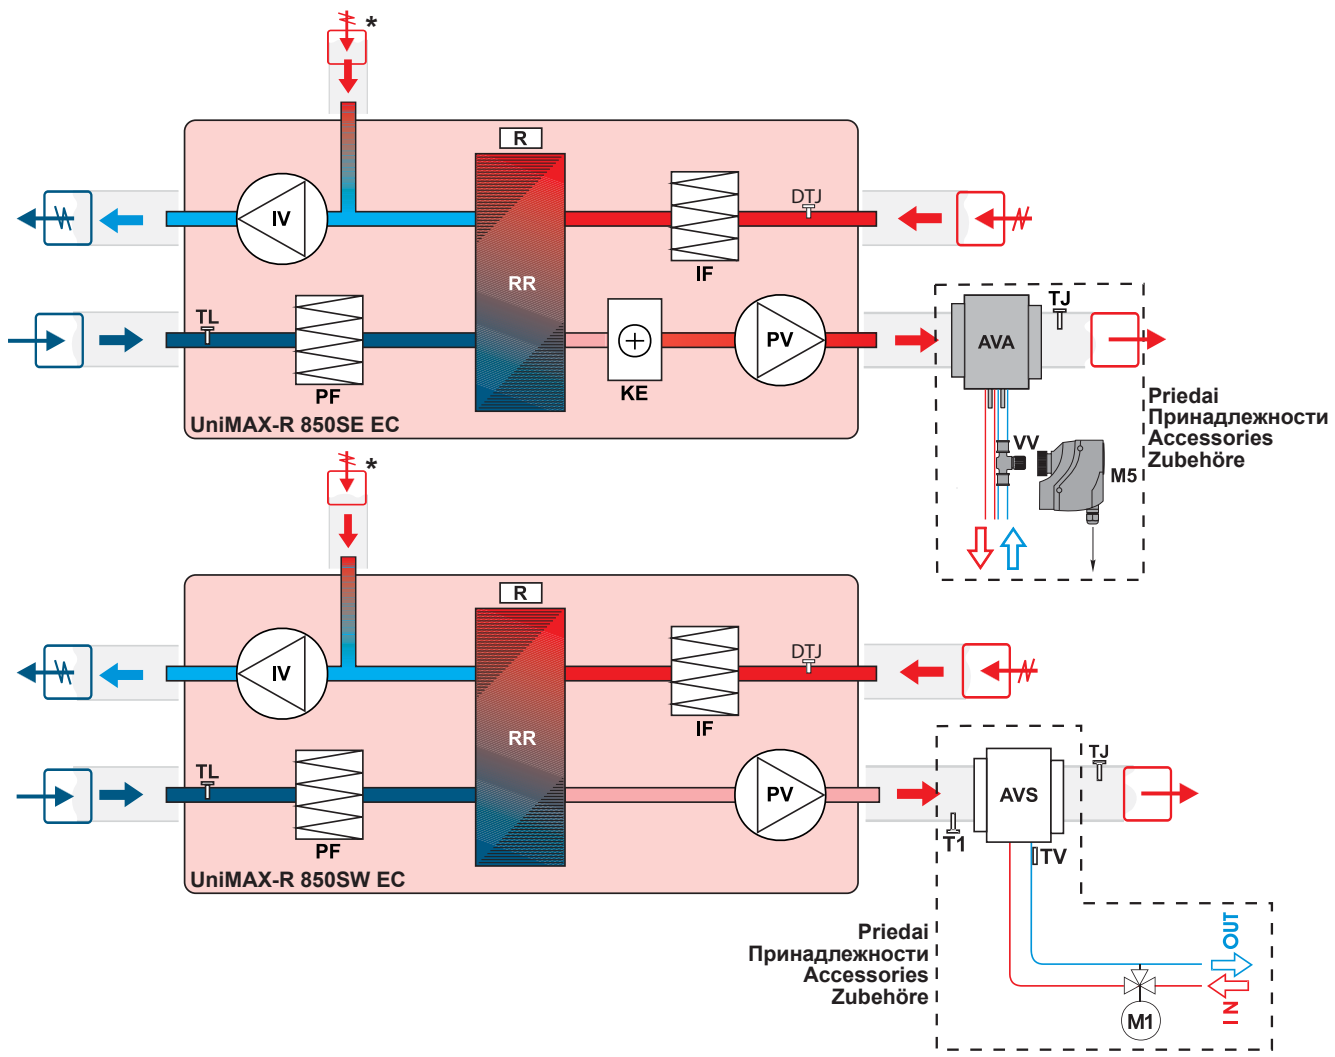 *
R
IV
DTJ
IF
RR
TL
PF
KE
PV
UniMAX-R 850SE EC
AVA
TJ
VV
M5
Priedai
Принадлежности
Accessories
Zubehöre
*
R
IV
DTJ
IF
RR
TL
PF
PV
UniMAX-R 850SW EC
AVS
TJ
T1
TV
Priedai
Принадлежности
Accessories
Zubehöre
OUT
IN
M1